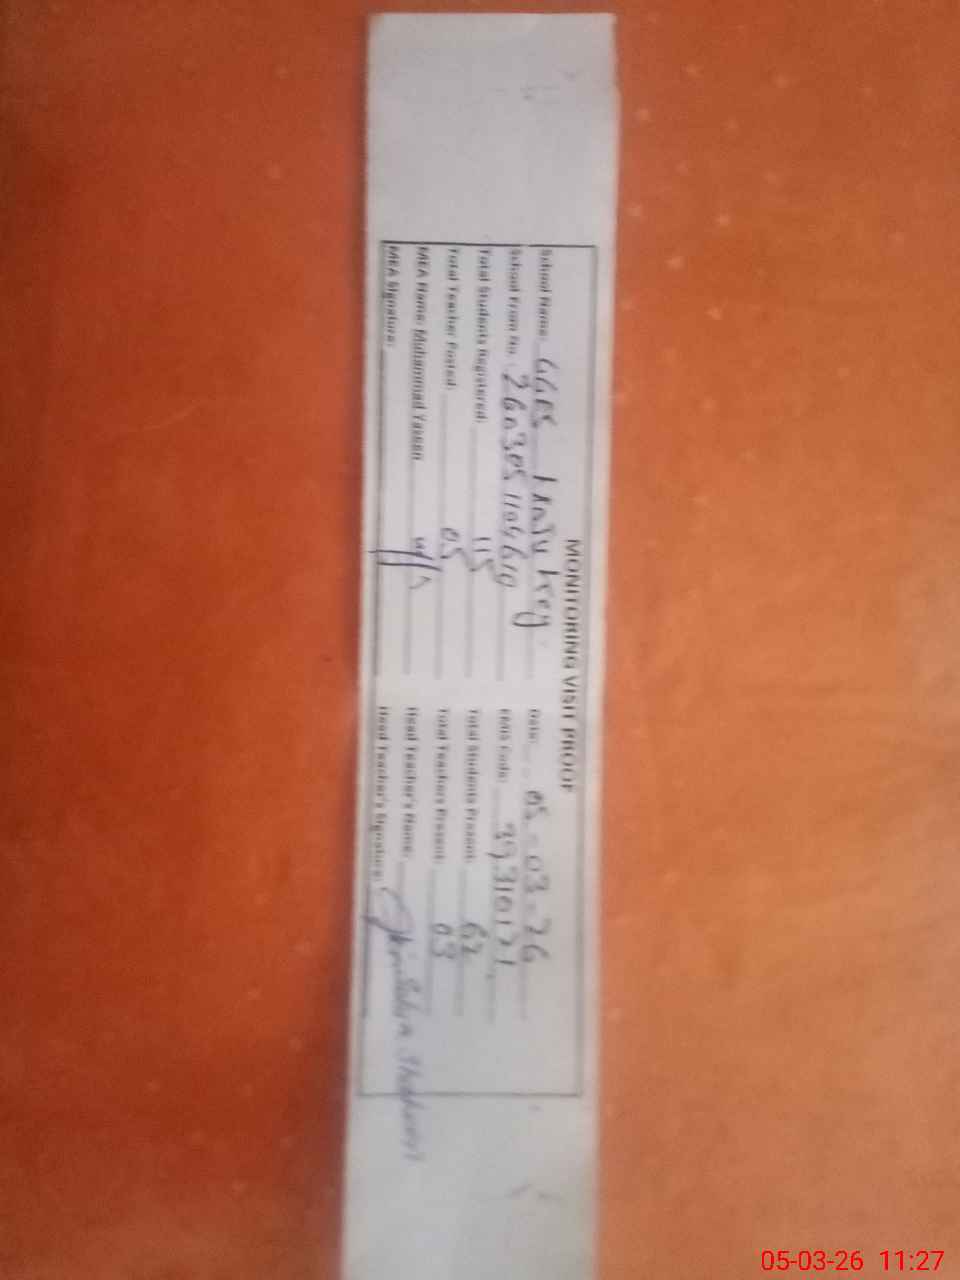 MONITORING VISIT PROOF
School Name: GGES
Date: 05-03-26
School From No. 2603051104610
EMIS Code: 39310121
Total Students Registered: 115
Total Students Present: 62
Total Teacher Posted: 05
Total Teachers Present: 03
MEA Name: Muhammad Yaseen
Head Teacher's Name:
MEA Signature:
Head Teacher's Signature:
05-03-26 11:27